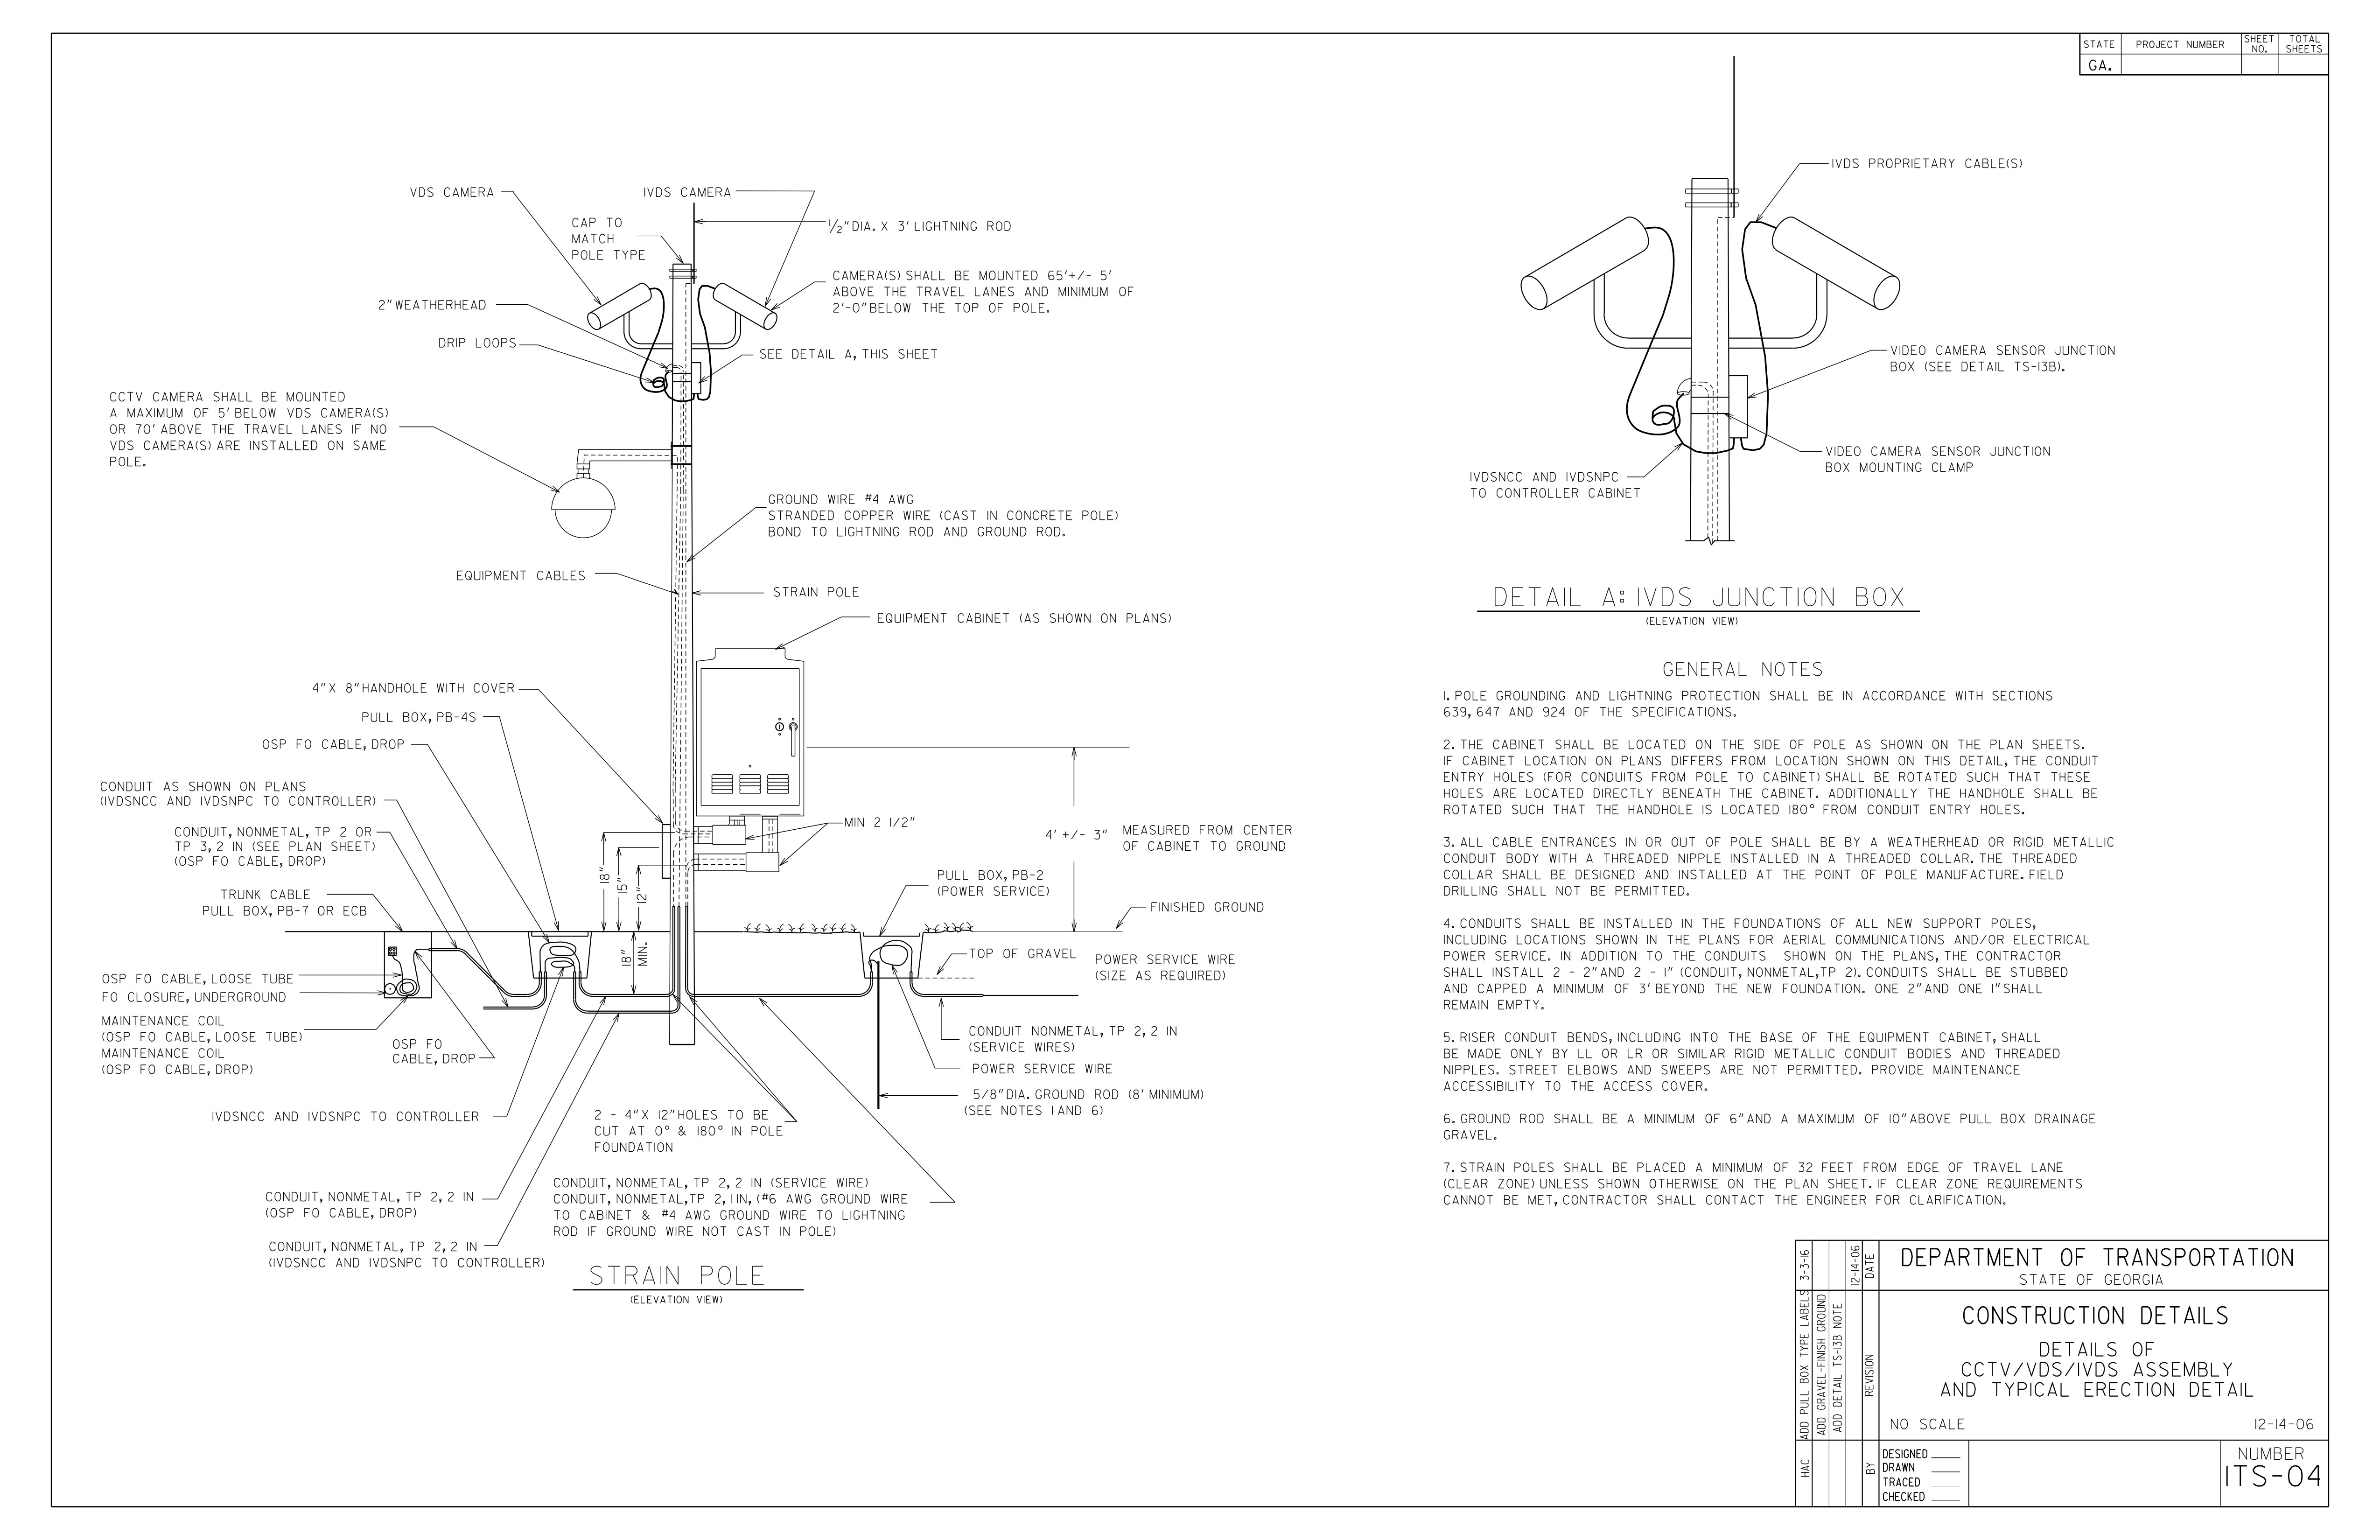 STATE
PROJECT NUMBER
SHEET NO.
TOTAL SHEETS
GA.
VDS CAMERA
IVDS CAMERA
CAP TO
MATCH
POLE TYPE
1/2" DIA. X 3' LIGHTNING ROD
CAMERA(S) SHALL BE MOUNTED 65'+/- 5'
ABOVE THE TRAVEL LANES AND MINIMUM OF
2'-0" BELOW THE TOP OF POLE.
2" WEATHERHEAD
DRIP LOOPS
SEE DETAIL A, THIS SHEET
CCTV CAMERA SHALL BE MOUNTED
A MAXIMUM OF 5' BELOW VDS CAMERA(S)
OR 70' ABOVE THE TRAVEL LANES IF NO
VDS CAMERA(S) ARE INSTALLED ON SAME
POLE.
GROUND WIRE #4 AWG
STRANDED COPPER WIRE (CAST IN CONCRETE POLE)
BOND TO LIGHTNING ROD AND GROUND ROD.
EQUIPMENT CABLES
STRAIN POLE
EQUIPMENT CABINET (AS SHOWN ON PLANS)
4" X 8" HANDHOLE WITH COVER
PULL BOX, PB-4S
OSP FO CABLE, DROP
CONDUIT AS SHOWN ON PLANS
(IVDSNCC AND IVDSNPC TO CONTROLLER)
CONDUIT, NONMETAL, TP 2 OR
TP 3, 2 IN (SEE PLAN SHEET)
(OSP FO CABLE, DROP)
TRUNK CABLE
PULL BOX, PB-7 OR ECB
MIN 2 1/2"
18"
15"
12"
18"
MIN.
4' +/- 3"
MEASURED FROM CENTER
OF CABINET TO GROUND
PULL BOX, PB-2
(POWER SERVICE)
FINISHED GROUND
TOP OF GRAVEL
POWER SERVICE WIRE
(SIZE AS REQUIRED)
OSP FO CABLE, LOOSE TUBE
FO CLOSURE, UNDERGROUND
MAINTENANCE COIL
(OSP FO CABLE, LOOSE TUBE)
MAINTENANCE COIL
(OSP FO CABLE, DROP)
OSP FO
CABLE, DROP
CONDUIT NONMETAL, TP 2, 2 IN
(SERVICE WIRES)
POWER SERVICE WIRE
5/8" DIA. GROUND ROD (8' MINIMUM)
(SEE NOTES 1 AND 6)
IVDSNCC AND IVDSNPC TO CONTROLLER
2 - 4" X 12" HOLES TO BE
CUT AT 0° & 180° IN POLE
FOUNDATION
CONDUIT, NONMETAL, TP 2, 2 IN (SERVICE WIRE)
CONDUIT, NONMETAL, TP 2, 1 IN, (#6 AWG GROUND WIRE
TO CABINET & #4 AWG GROUND WIRE TO LIGHTNING
ROD IF GROUND WIRE NOT CAST IN POLE)
CONDUIT, NONMETAL, TP 2, 2 IN
(OSP FO CABLE, DROP)
CONDUIT, NONMETAL, TP 2, 2 IN
(IVDSNCC AND IVDSNPC TO CONTROLLER)
STRAIN POLE
(ELEVATION VIEW)
IVDS PROPRIETARY CABLE(S)
VIDEO CAMERA SENSOR JUNCTION
BOX (SEE DETAIL TS-13B).
VIDEO CAMERA SENSOR JUNCTION
BOX MOUNTING CLAMP
IVDSNCC AND IVDSNPC
TO CONTROLLER CABINET
DETAIL A: IVDS JUNCTION BOX
(ELEVATION VIEW)
GENERAL NOTES
1. POLE GROUNDING AND LIGHTNING PROTECTION SHALL BE IN ACCORDANCE WITH SECTIONS
639, 647 AND 924 OF THE SPECIFICATIONS.
2. THE CABINET SHALL BE LOCATED ON THE SIDE OF POLE AS SHOWN ON THE PLAN SHEETS.
IF CABINET LOCATION ON PLANS DIFFERS FROM LOCATION SHOWN ON THIS DETAIL, THE CONDUIT
ENTRY HOLES (FOR CONDUITS FROM POLE TO CABINET) SHALL BE ROTATED SUCH THAT THESE
HOLES ARE LOCATED DIRECTLY BENEATH THE CABINET. ADDITIONALLY THE HANDHOLE SHALL BE
ROTATED SUCH THAT THE HANDHOLE IS LOCATED 180° FROM CONDUIT ENTRY HOLES.
3. ALL CABLE ENTRANCES IN OR OUT OF POLE SHALL BE BY A WEATHERHEAD OR RIGID METALLIC
CONDUIT BODY WITH A THREADED NIPPLE INSTALLED IN A THREADED COLLAR. THE THREADED
COLLAR SHALL BE DESIGNED AND INSTALLED AT THE POINT OF POLE MANUFACTURE. FIELD
DRILLING SHALL NOT BE PERMITTED.
4. CONDUITS SHALL BE INSTALLED IN THE FOUNDATIONS OF ALL NEW SUPPORT POLES,
INCLUDING LOCATIONS SHOWN IN THE PLANS FOR AERIAL COMMUNICATIONS AND/OR ELECTRICAL
POWER SERVICE. IN ADDITION TO THE CONDUITS SHOWN ON THE PLANS, THE CONTRACTOR
SHALL INSTALL 2 - 2" AND 2 - 1" (CONDUIT, NONMETAL, TP 2). CONDUITS SHALL BE STUBBED
AND CAPPED A MINIMUM OF 3' BEYOND THE NEW FOUNDATION. ONE 2" AND ONE 1" SHALL
REMAIN EMPTY.
5. RISER CONDUIT BENDS, INCLUDING INTO THE BASE OF THE EQUIPMENT CABINET, SHALL
BE MADE ONLY BY LL OR LR OR SIMILAR RIGID METALLIC CONDUIT BODIES AND THREADED
NIPPLES. STREET ELBOWS AND SWEEPS ARE NOT PERMITTED. PROVIDE MAINTENANCE
ACCESSIBILITY TO THE ACCESS COVER.
6. GROUND ROD SHALL BE A MINIMUM OF 6" AND A MAXIMUM OF 10" ABOVE PULL BOX DRAINAGE
GRAVEL.
7. STRAIN POLES SHALL BE PLACED A MINIMUM OF 32 FEET FROM EDGE OF TRAVEL LANE
(CLEAR ZONE) UNLESS SHOWN OTHERWISE ON THE PLAN SHEET. IF CLEAR ZONE REQUIREMENTS
CANNOT BE MET, CONTRACTOR SHALL CONTACT THE ENGINEER FOR CLARIFICATION.
3-3-16
12-14-06
DATE
ADD PULL BOX TYPE LABELS
ADD GRAVEL-FINISH GROUND
ADD DETAIL TS-13B NOTE
REVISION
HAC
BY
DEPARTMENT OF TRANSPORTATION
STATE OF GEORGIA
CONSTRUCTION DETAILS
DETAILS OF
CCTV/VDS/IVDS ASSEMBLY
AND TYPICAL ERECTION DETAIL
NO SCALE
12-14-06
DESIGNED
DRAWN
TRACED
CHECKED
NUMBER
ITS-04